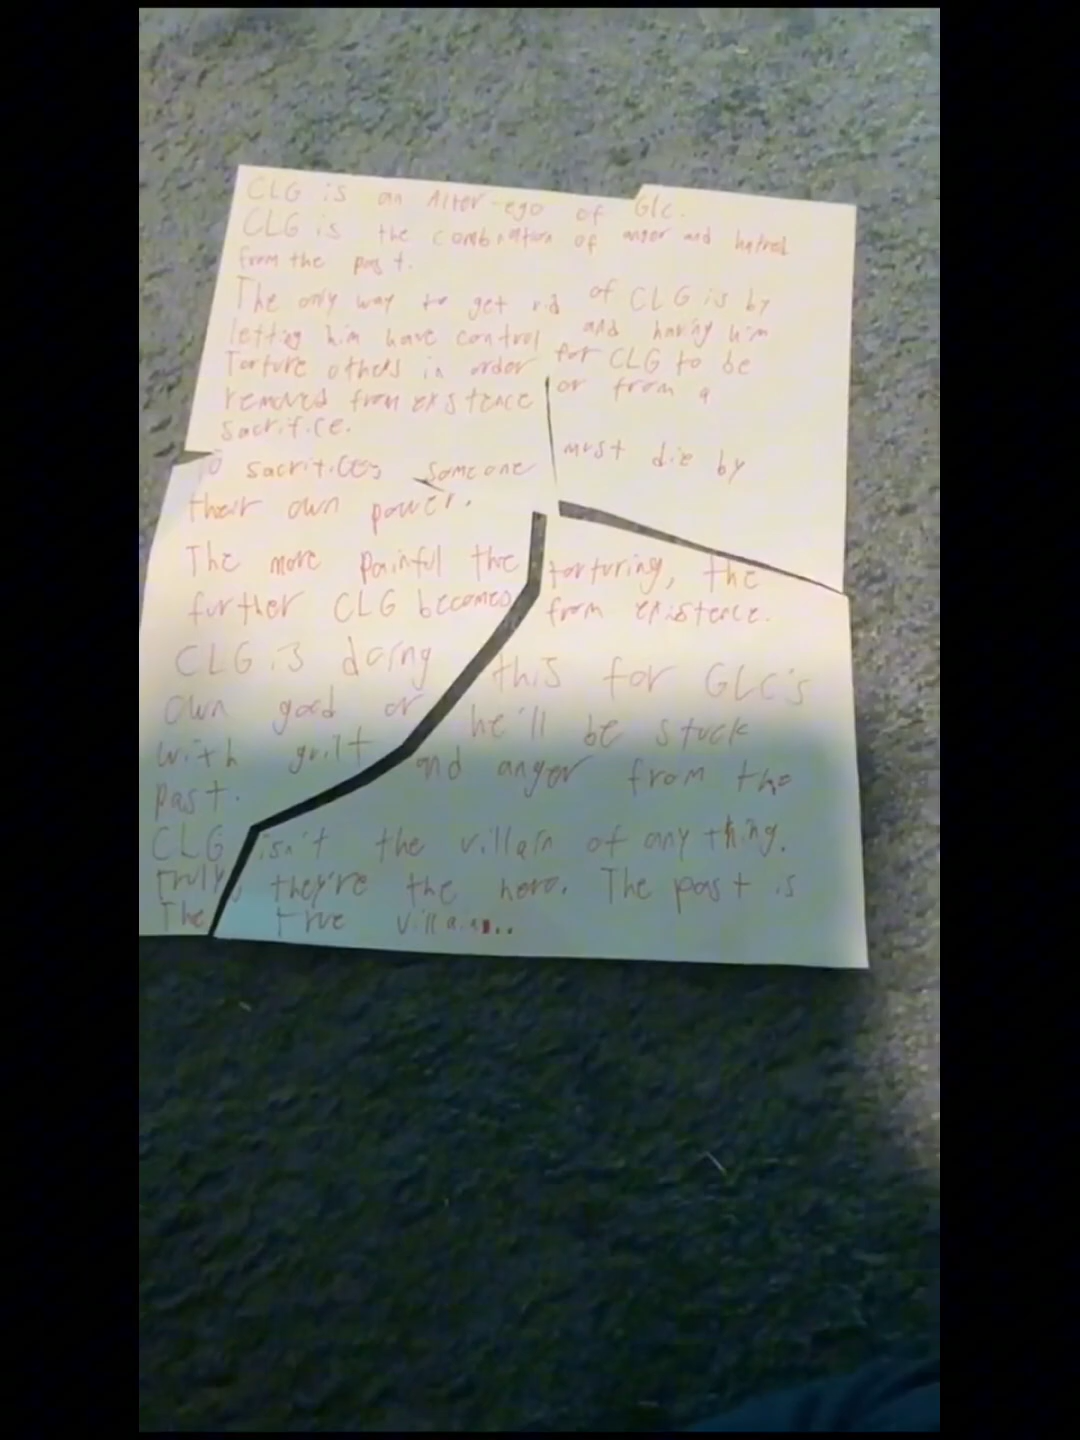 CLG is an Alter-ego of Glc.
CLG is the combination of anger and hatred
from the past.
The only way to get rid of CLG is by
letting him have control and having him
Torture others in order for CLG to be
removed from existence or from a
sacrifice.
sacrifices someone must die by
their own power.
The more painful the torturing, the
further CLG becomes from existence.
CLG is doing this for GLC's
own good or he'll be stuck
with guilt and anger from the
past.
CLG isn't the villain of anything.
Truly, they're the hero. The past is
The true villain..